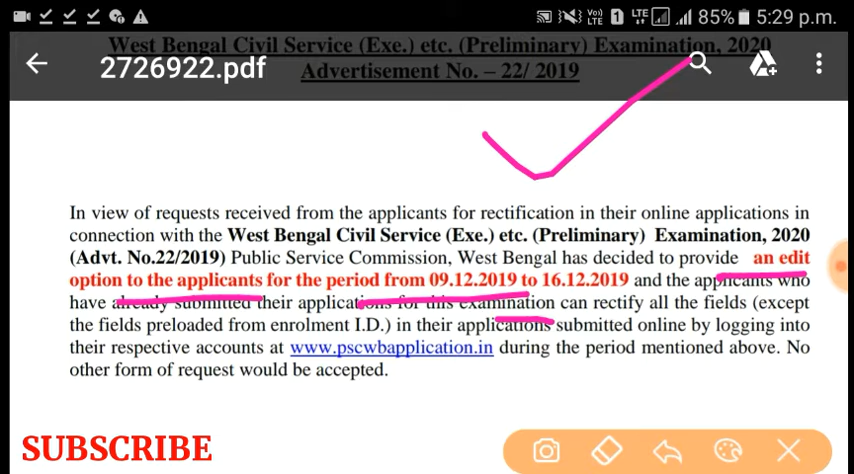 Vo)) LTE 1 LTE 85% 5:29 p.m.
West Bengal Civil Service (Exe.) etc. (Preliminary) Examination, 2020
2726922.pdf
Advertisement No. – 22/ 2019
In view of requests received from the applicants for rectification in their online applications in
connection with the West Bengal Civil Service (Exe.) etc. (Preliminary) Examination, 2020
(Advt. No.22/2019) Public Service Commission, West Bengal has decided to provide an edit
option to the applicants for the period from 09.12.2019 to 16.12.2019 and the applicants who
have already submitted their applications for this examination can rectify all the fields (except
the fields preloaded from enrolment I.D.) in their applications submitted online by logging into
their respective accounts at www.pscwbapplication.in during the period mentioned above. No
other form of request would be accepted.
SUBSCRIBE